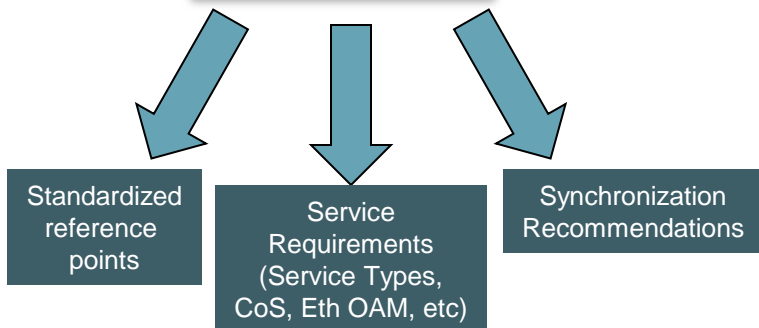 Standardized
reference
points
Service
Requirements
(Service Types,
CoS, Eth OAM, etc)
Synchronization
Recommendations